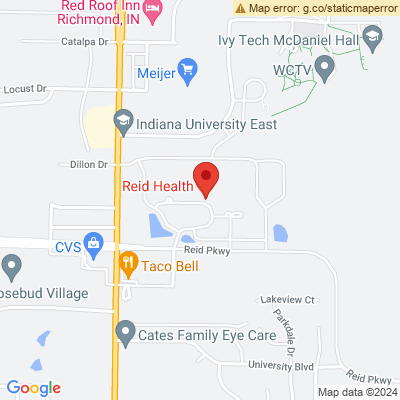 Red Roof Inn
Richmond, IN
Map error: g.co/staticmaperror
Catalpa Dr
Ivy Tech McDaniel Hall
Meijer
WCTV
Locust Dr
Indiana University East
Dillon Dr
Reid Health
CVS
Reid Pkwy
Taco Bell
osebud Village
Lakeview Ct
Parkdale Dr
Cates Family Eye Care
University Blvd
Reid Pkwy
Google
Map data ©2024